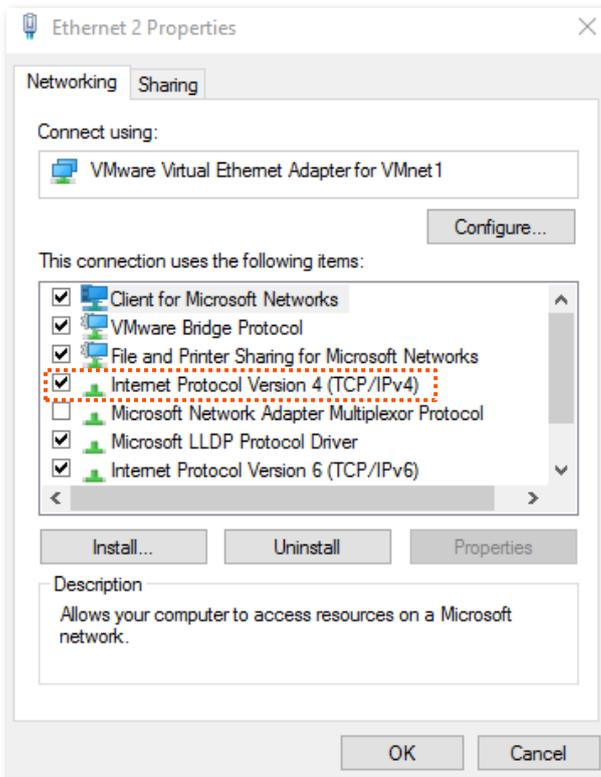 Ethernet 2 Properties
Networking
Sharing
Connect using:
VMware Virtual Ethernet Adapter for VMnet1
Configure...
This connection uses the following items:
Client for Microsoft Networks
VMware Bridge Protocol
File and Printer Sharing for Microsoft Networks
Internet Protocol Version 4 (TCP/IPv4)
Microsoft Network Adapter Multiplexor Protocol
Microsoft LLDP Protocol Driver
Internet Protocol Version 6 (TCP/IPv6)
Install...
Uninstall
Properties
Description
Allows your computer to access resources on a Microsoft
network.
OK
Cancel